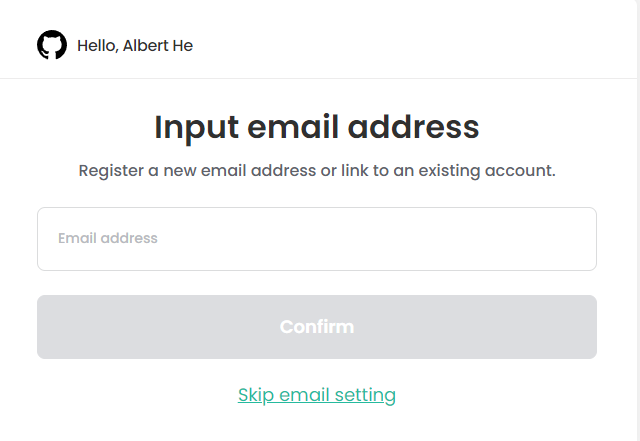 Hello, Albert He
Input email address
Register a new email address or link to an existing account.
Email address
Confirm
Skip email setting